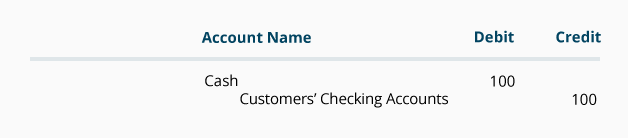 Account Name Debit Credit
Cash 100
Customers’ Checking Accounts 100